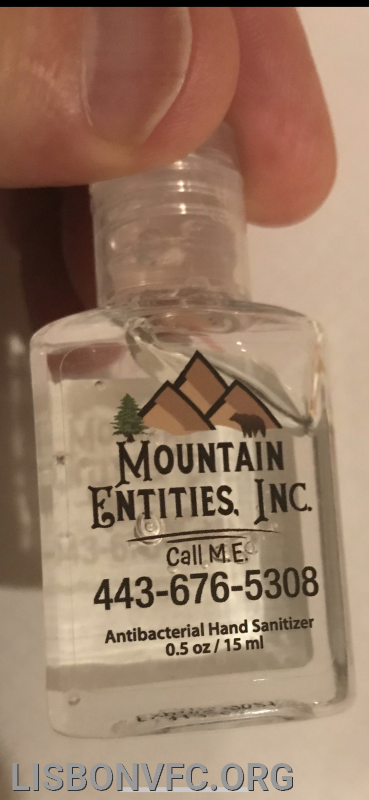 MOUNTAIN
ENTITIES, INC.
Call M.E.
443-676-5308
Antibacterial Hand Sanitizer
0.5 oz / 15 ml
LISBONVFC.ORG